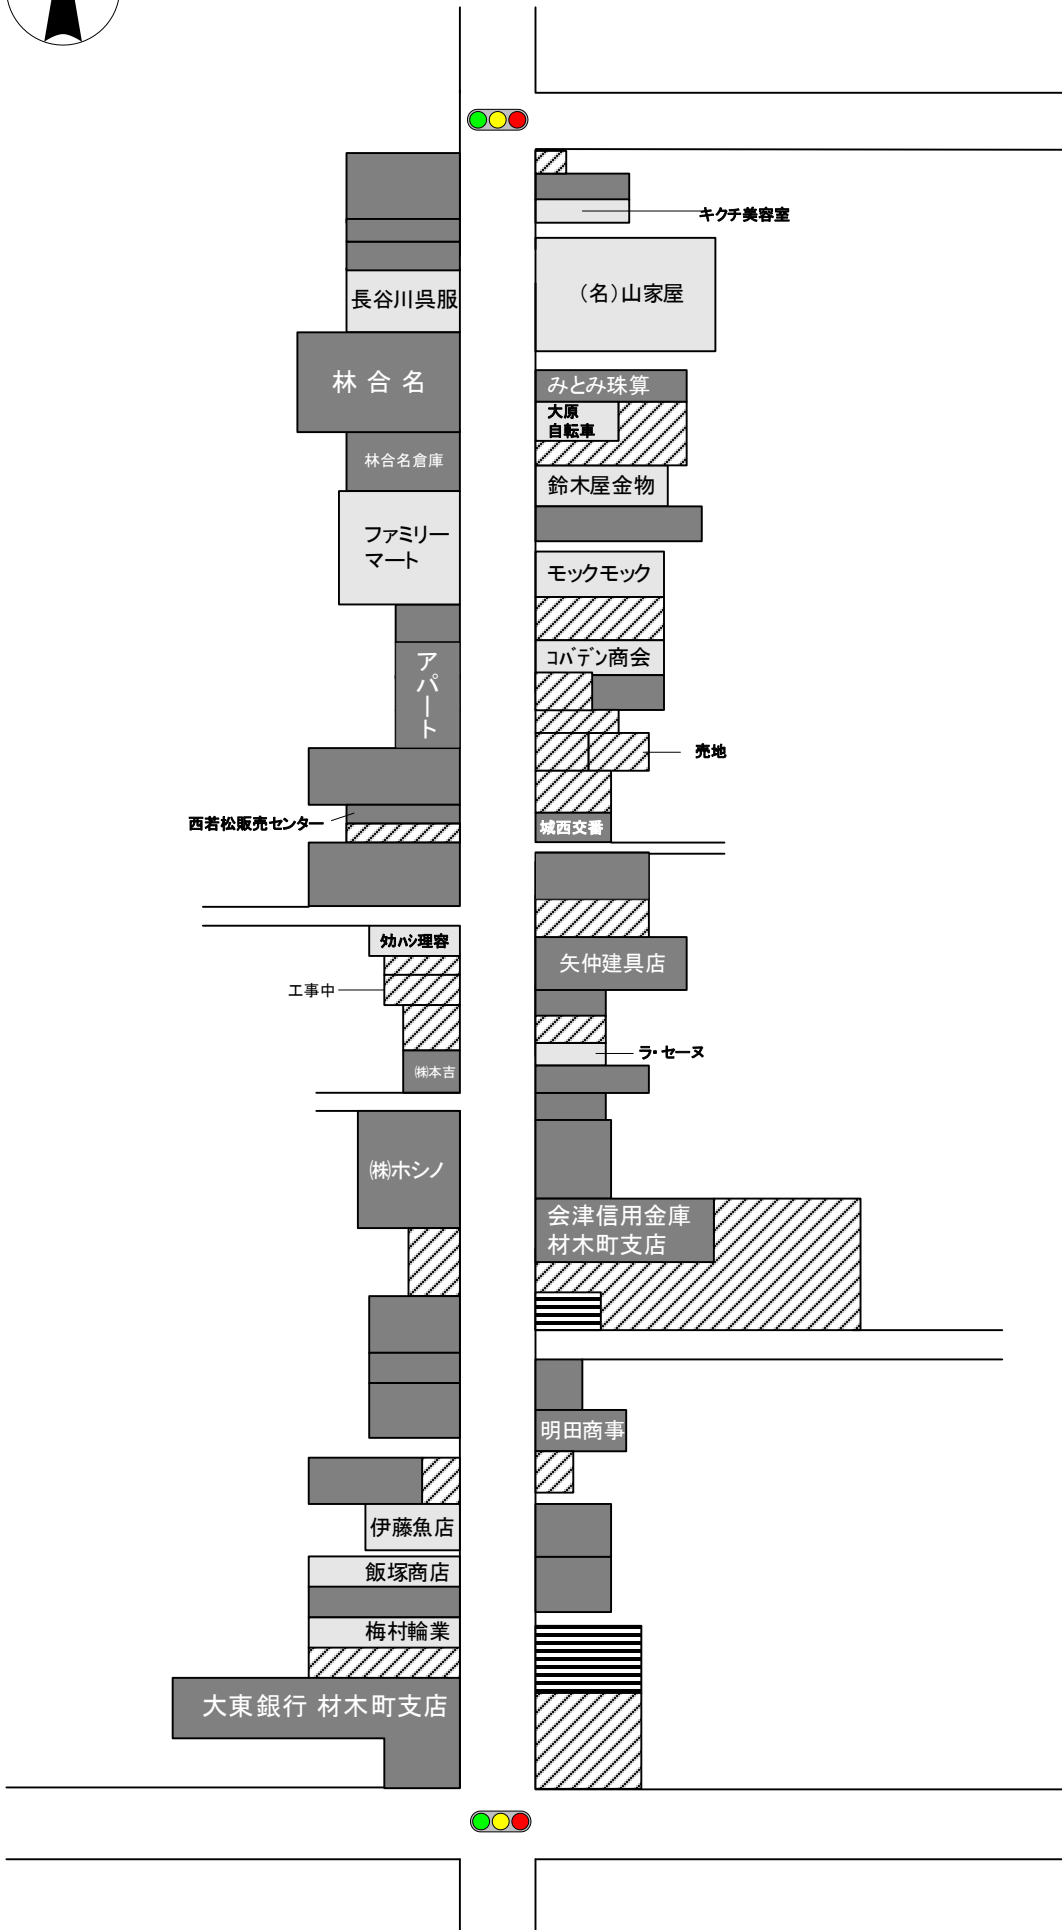 キクチ美容室
長谷川呉服
（名）山家屋
林 合 名
みとみ珠算
大原
自転車
林合名倉庫
鈴木屋金物
ファミリー
マート
モックモック
コバデン商会
アパート
売地
西若松販売センター
城西交番
タカハシ理容
矢仲建具店
工事中
ラ・セーヌ
㈱本吉
㈱ホシノ
会津信用金庫
材木町支店
明田商事
伊藤魚店
飯塚商店
梅村輪業
大東銀行 材木町支店